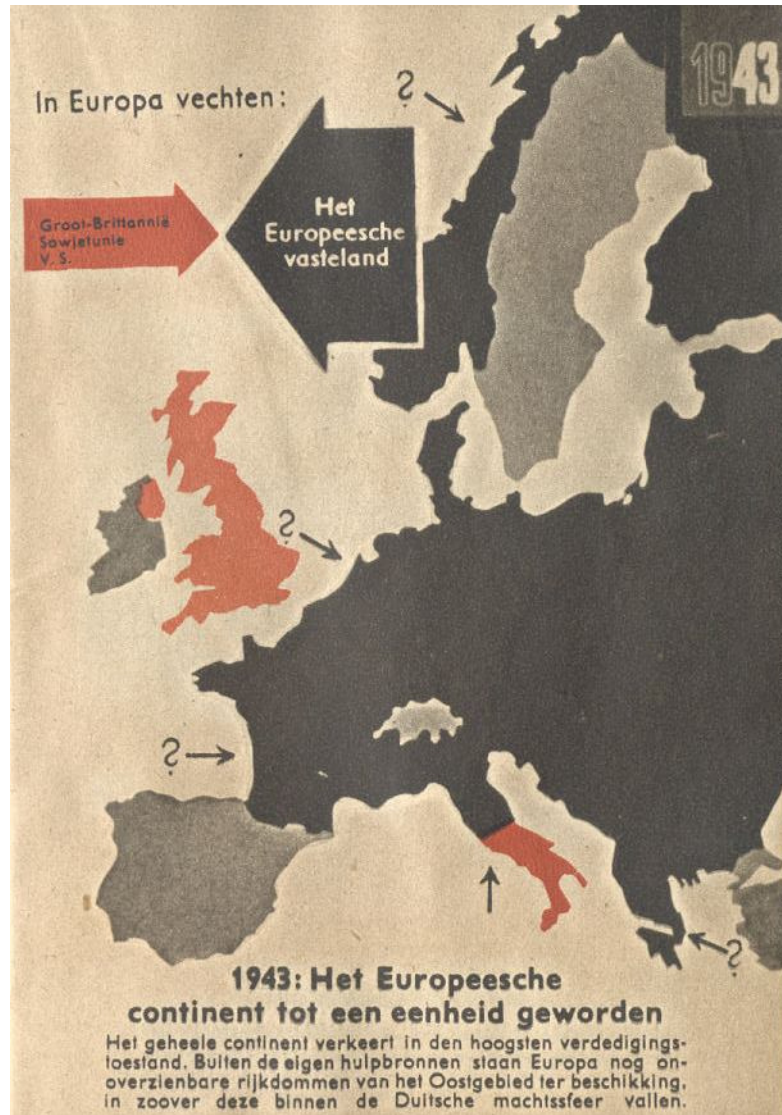 1943
In Europa vechten:
?
Groot-Brittannië
Sowjetunie
V. S.
Het
Europeesche
vasteland
?
?
?
1943: Het Europeesche
continent tot een eenheid geworden
Het geheele continent verkeert in den hoogsten verdedigings-
toestand. Buiten de eigen hulpbronnen staan Europa nog on-
overzienbare rijkdommen van het Oostgebied ter beschikking,
in zoover deze binnen de Duitsche machtssfeer vallen.